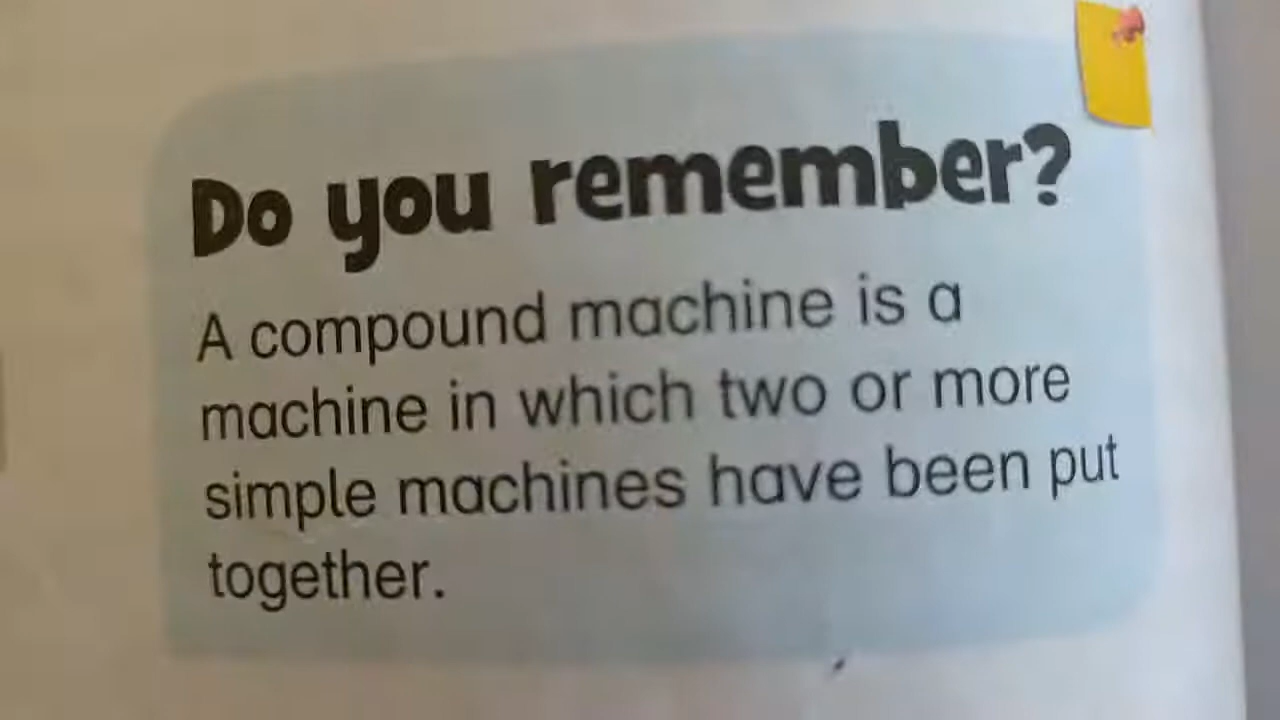 Do you remember?
A compound machine is a
machine in which two or more
simple machines have been put
together.